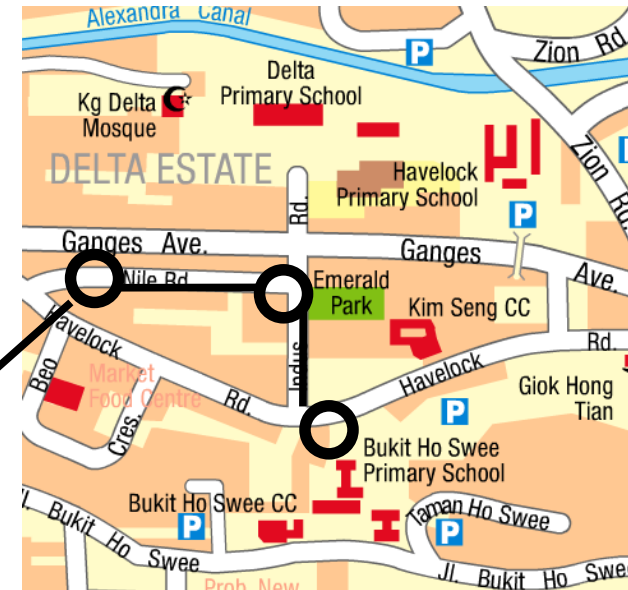 Alexandra Canal
P
Zion Rd
Delta
Primary School
Kg Delta
Mosque
DELTA ESTATE
Zion Rd.
Havelock
Primary School
P
Rd.
Ganges Ave.
Ganges
Ave.
Nile Rd.
Emerald
Park
Kim Seng CC
Havelock
Rd.
Indus
Beo
Market
Food Centre
Havelock
Rd.
Cres.
Giok Hong
Tian
P
Bukit Ho Swee
Primary School
Bukit Ho Swee CC
P
Taman Ho Swee
P
Jl. Bukit Ho Swee
Jl. Bukit Ho Swee
Prob New